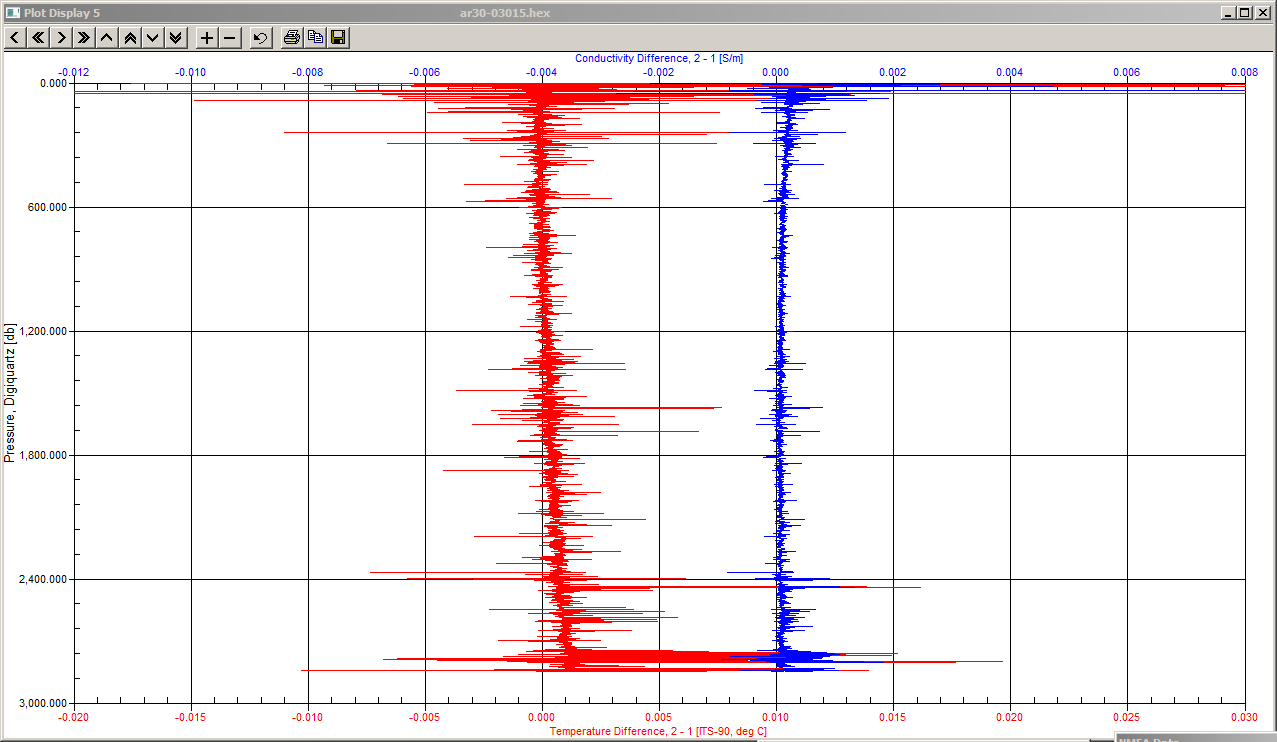 Plot Display 5
ar30-03015.hex
Conductivity Difference, 2 - 1 [S/m]
-0.012 -0.010 -0.008 -0.006 -0.004 -0.002 0.000 0.002 0.004 0.006 0.008
0.000
600.000
1,200.000
1,800.000
2,400.000
3,000.000
Pressure, Digiquartz [db]
-0.020 -0.015 -0.010 -0.005 0.000 0.005 0.010 0.015 0.020 0.025 0.030
Temperature Difference, 2 - 1 [ITS-90, deg C]
NMEA Data